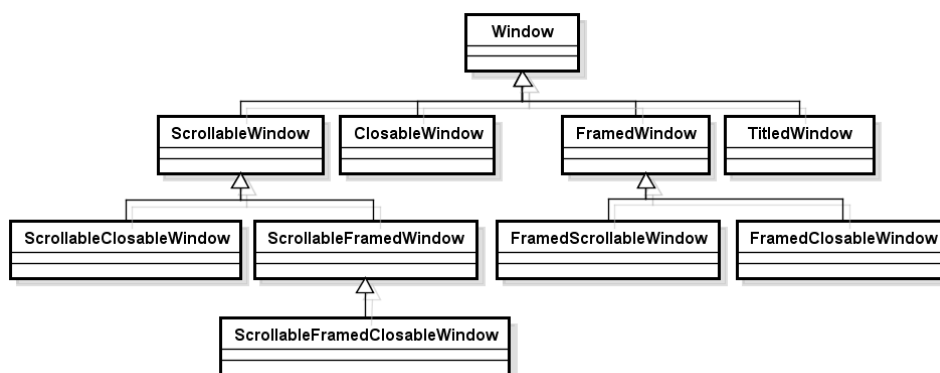 Window
ScrollableWindow
ClosableWindow
FramedWindow
TitledWindow
ScrollableClosableWindow
ScrollableFramedWindow
FramedScrollableWindow
FramedClosableWindow
ScrollableFramedClosableWindow